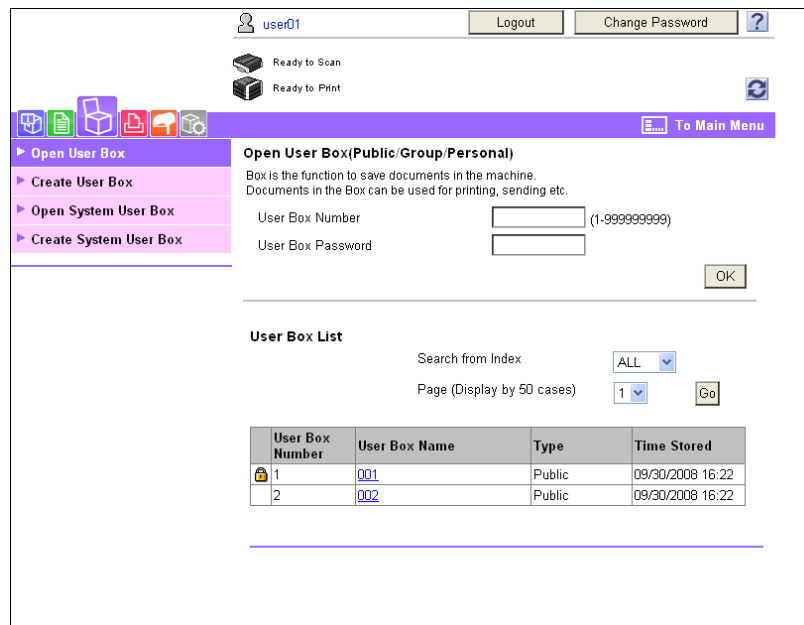 user01
Logout
Change Password
?
Ready to Scan
Ready to Print
To Main Menu
Open User Box
Create User Box
Open System User Box
Create System User Box
Open User Box(Public/Group/Personal)
Box is the function to save documents in the machine.
Documents in the Box can be used for printing, sending etc.
User Box Number (1-999999999)
User Box Password
OK
User Box List
Search from Index ALL
Page (Display by 50 cases) 1 Go
User Box Number User Box Name Type Time Stored
1 001 Public 09/30/2008 16:22
2 002 Public 09/30/2008 16:22